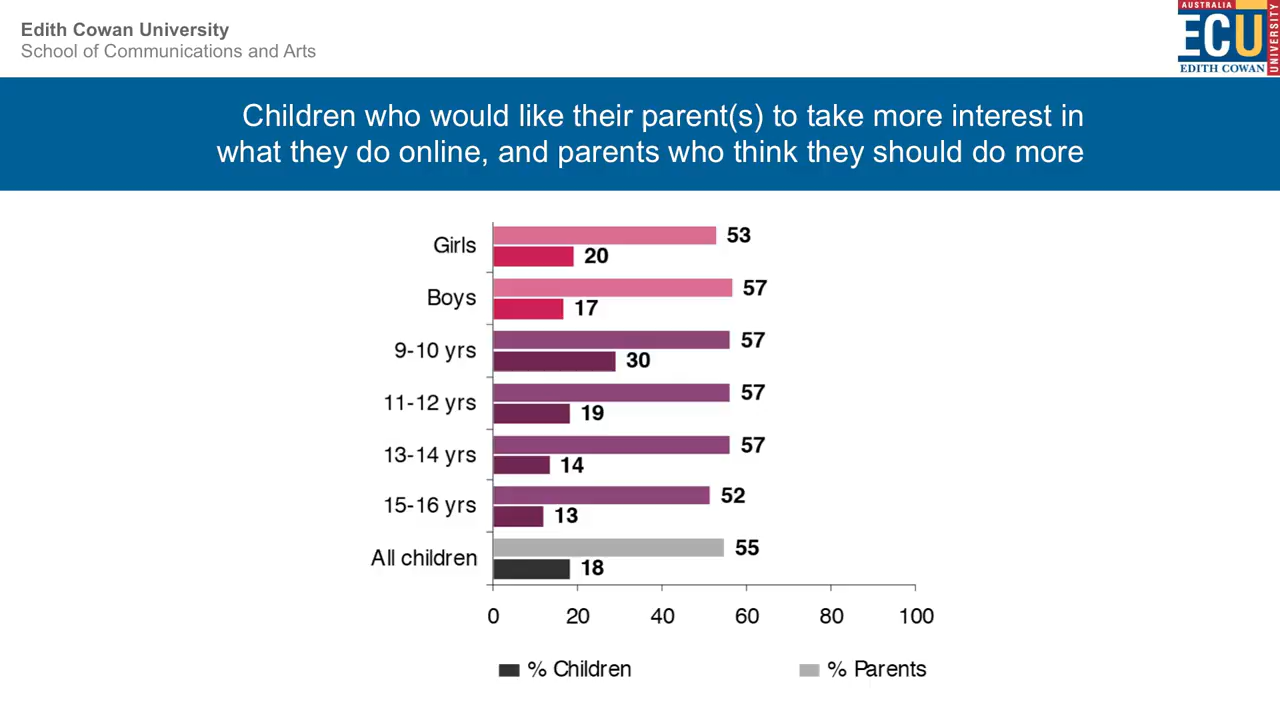 Edith Cowan University
School of Communications and Arts
AUSTRALIA
ECU
UNIVERSITY
EDITH COWAN
Children who would like their parent(s) to take more interest in
what they do online, and parents who think they should do more
Girls 53
20
Boys 57
17
9-10 yrs 57
30
11-12 yrs 57
19
13-14 yrs 57
14
15-16 yrs 52
13
All children 55
18
0 20 40 60 80 100
% Children % Parents